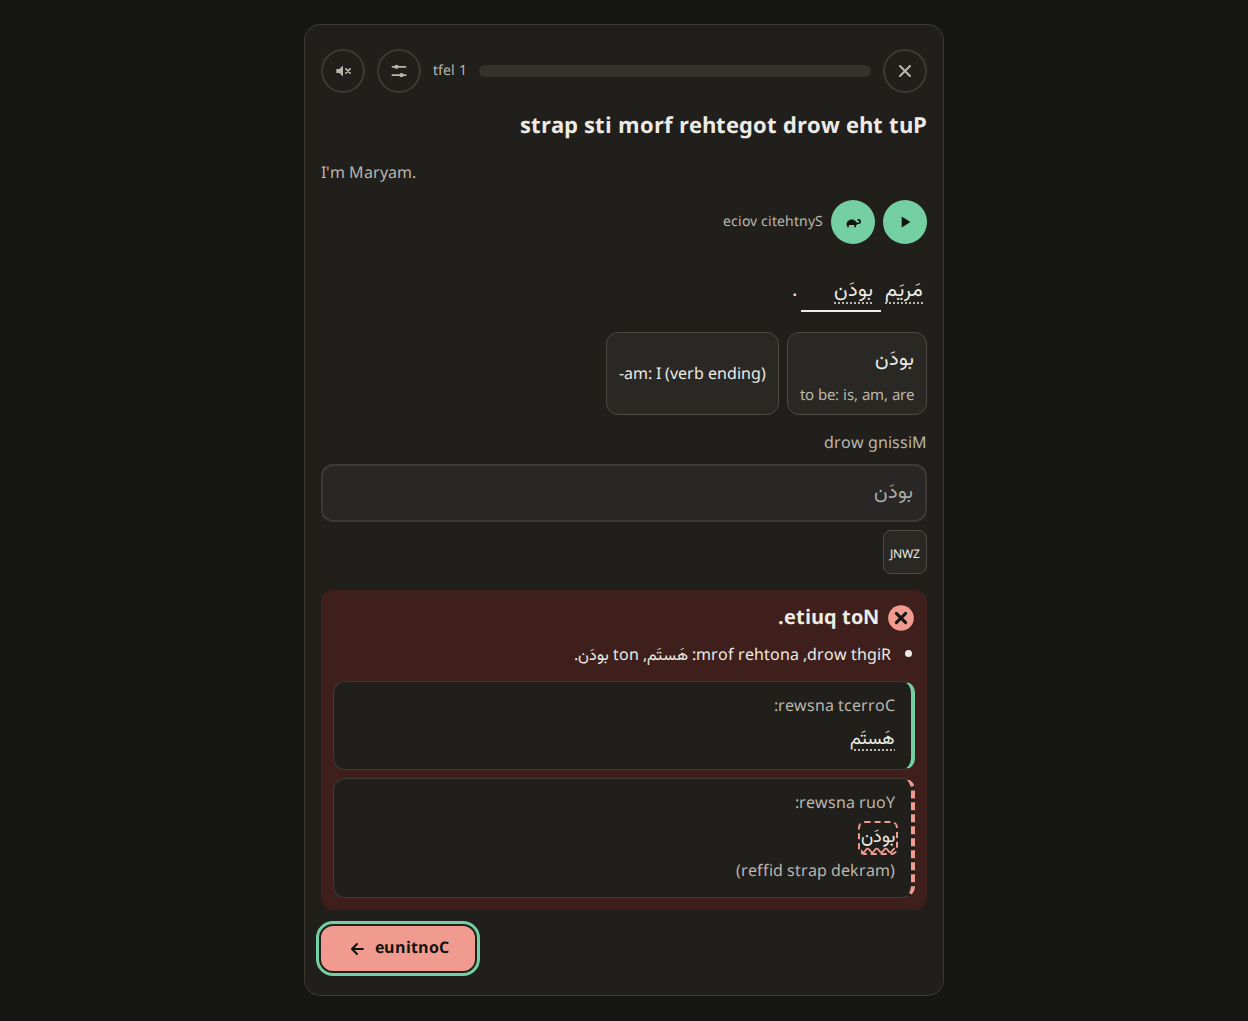 tfel 1
strap sti morf rehtegot drow eht tuP
I'm Maryam.
eciov citehtnyS
مَریَم بودَن .
بودَن
to be: is, am, are
-am: I (verb ending)
drow gnissiM
بودَن
JNWZ
.etiuq toN
.بودَن ton ,هَستَم :mrof rehtona ,drow thgiR
:rewsna tcerroC
هَستَم
:rewsna ruoY
بودَن
(reffid strap dekram)
eunitnoC